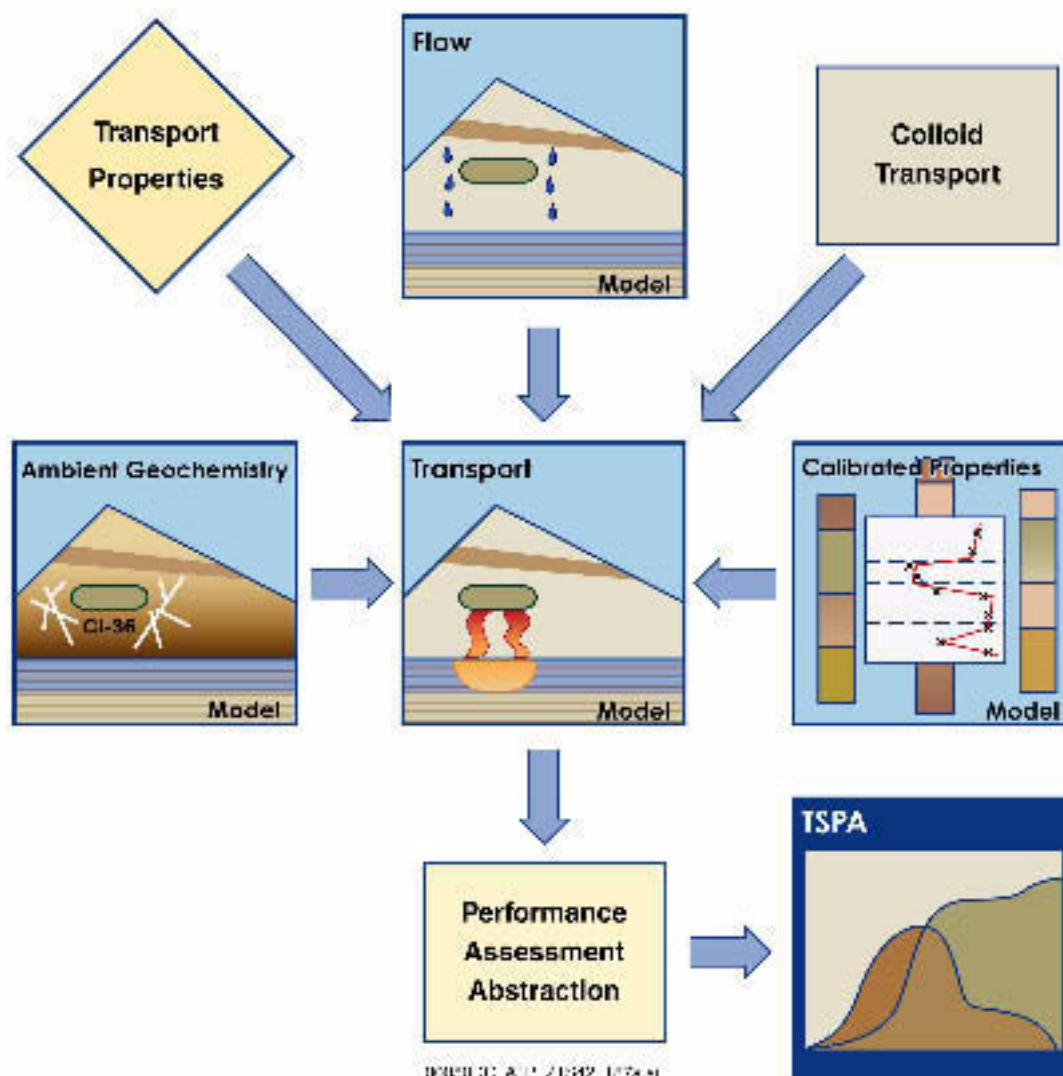 Transport
Properties
Flow
Model
Colloid
Transport
Ambient Geochemistry
Cl-36
Model
Transport
Model
Calibrated Properties
Model
Performance
Assessment
Abstraction
TSPA